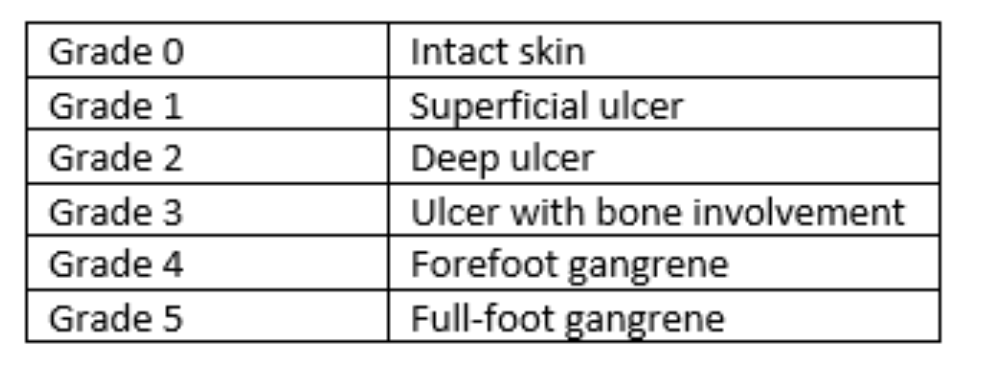 Grade 0 Intact skin
Grade 1 Superficial ulcer
Grade 2 Deep ulcer
Grade 3 Ulcer with bone involvement
Grade 4 Forefoot gangrene
Grade 5 Full-foot gangrene